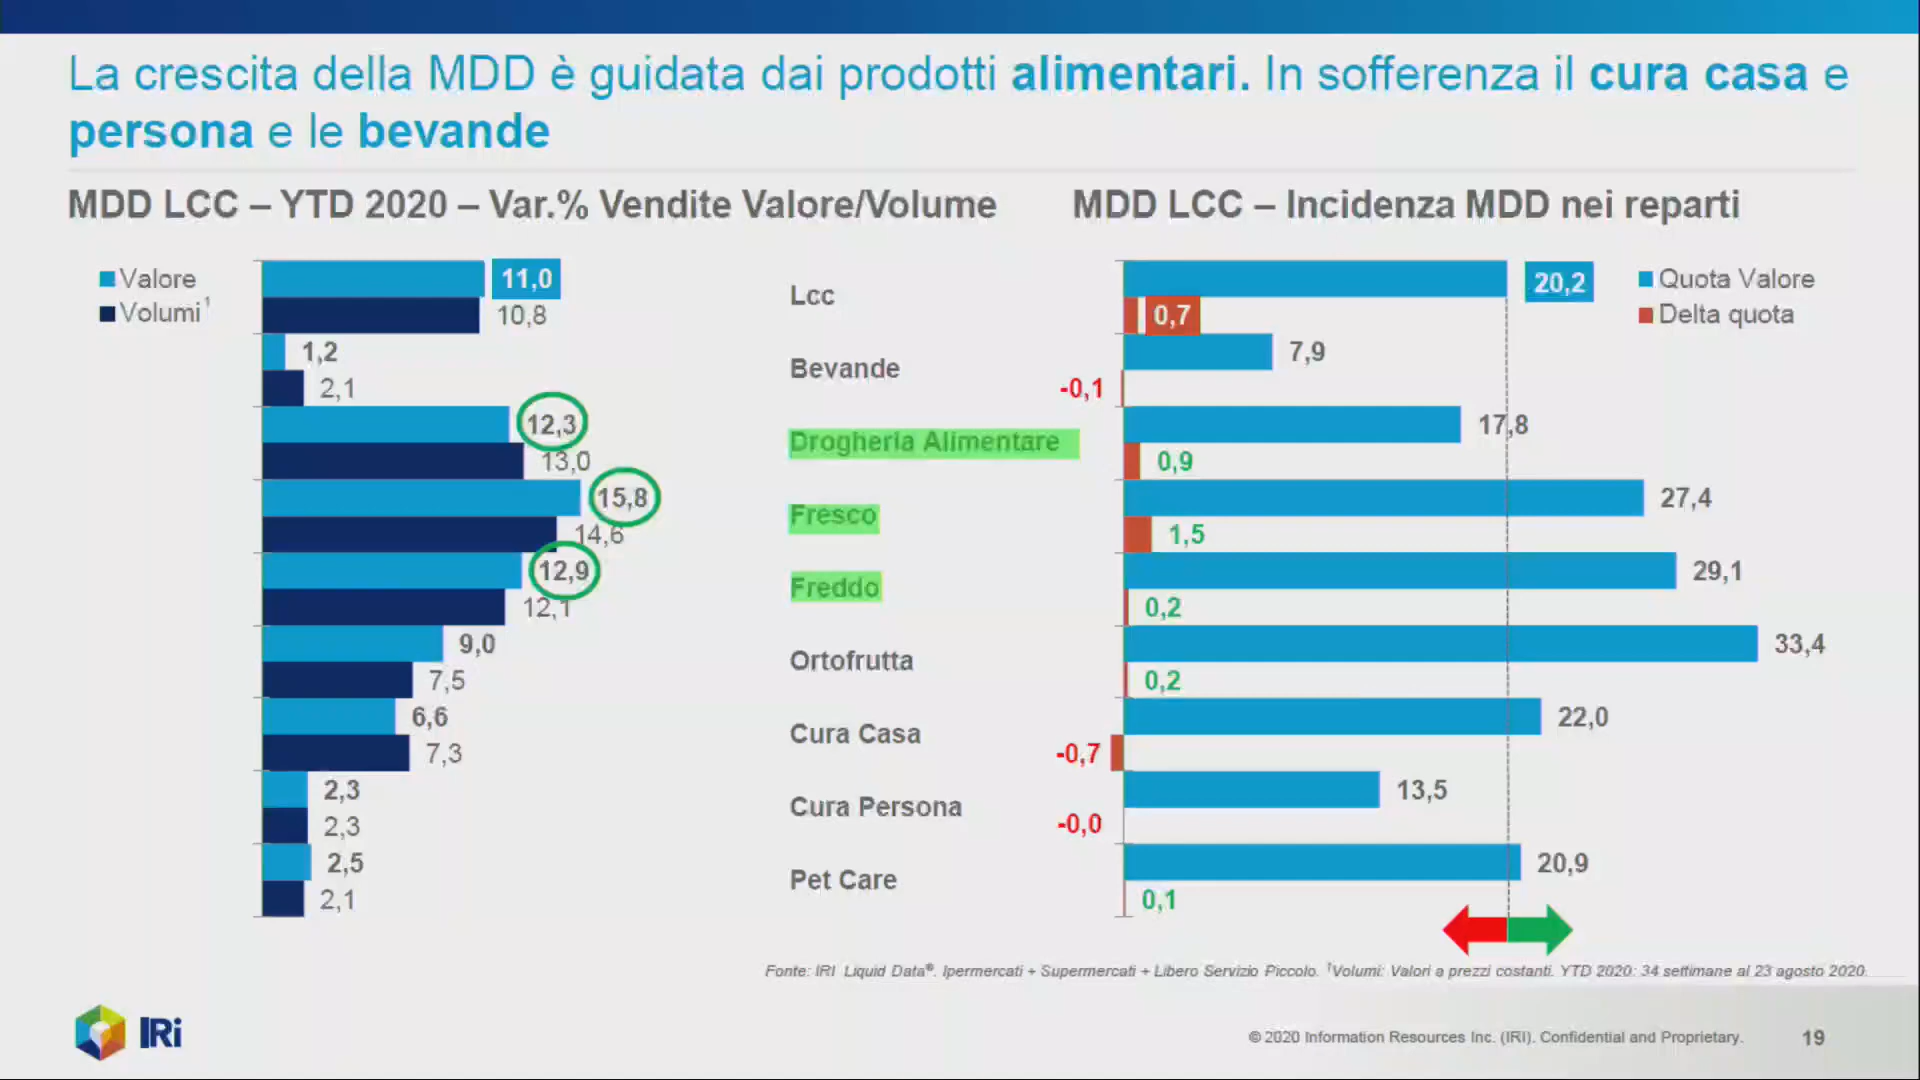 La crescita della MDD è guidata dai prodotti alimentari. In sofferenza il cura casa e
persona e le bevande
MDD LCC – YTD 2020 – Var.% Vendite Valore/Volume
MDD LCC – Incidenza MDD nei reparti
Valore
Volumi¹
11,0
10,8
Lcc
20,2
0,7
Quota Valore
Delta quota
1,2
2,1
Bevande
7,9
-0,1
12,3
13,0
Drogheria Alimentare
17,8
0,9
15,8
14,6
Fresco
27,4
1,5
12,9
12,1
Freddo
29,1
0,2
9,0
7,5
Ortofrutta
33,4
0,2
6,6
7,3
Cura Casa
22,0
-0,7
2,3
2,3
Cura Persona
13,5
-0,0
2,5
2,1
Pet Care
20,9
0,1
Fonte: IRI Liquid Data®. Ipermercati + Supermercati + Libero Servizio Piccolo. ¹Volumi: Valori a prezzi costanti. YTD 2020: 34 settimane al 23 agosto 2020.
IRi
© 2020 Information Resources Inc. (IRI). Confidential and Proprietary.
19